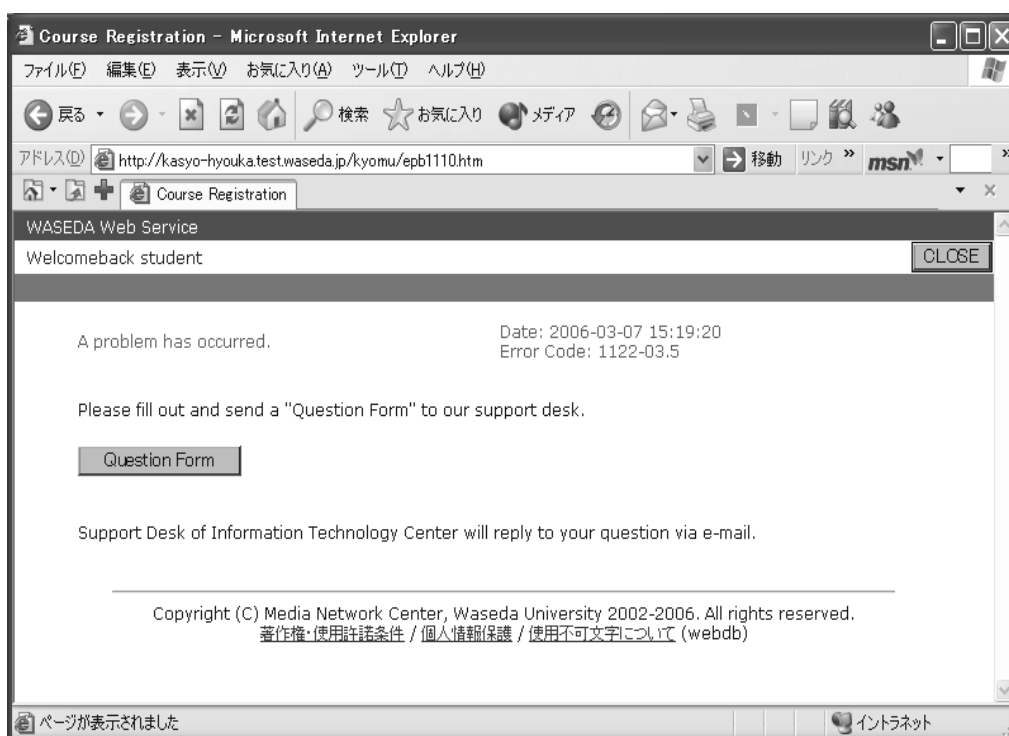 Course Registration - Microsoft Internet Explorer
ファイル(F) 編集(E) 表示(V) お気に入り(A) ツール(T) ヘルプ(H)
戻る 検索 お気に入り メディア
アドレス(D) http://kasyo-hyouka.test.waseda.jp/kyomu/epb1110.htm 移動 リンク » msn »
Course Registration
WASEDA Web Service
Welcomeback student CLOSE
A problem has occurred.
Date: 2006-03-07 15:19:20
Error Code: 1122-03.5
Please fill out and send a "Question Form" to our support desk.
Question Form
Support Desk of Information Technology Center will reply to your question via e-mail.
Copyright (C) Media Network Center, Waseda University 2002-2006. All rights reserved.
著作権・使用許諾条件 / 個人情報保護 / 使用不可文字について (webdb)
ページが表示されました イントラネット